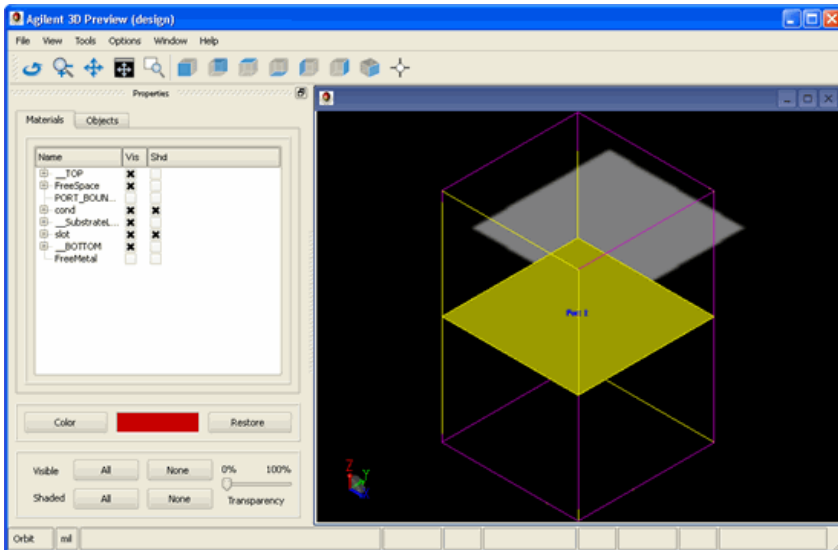 Agilent 3D Preview (design)
File View Tools Options Window Help
Properties
Materials Objects
Name Vis Shd
__TOP
FreeSpace
PORT_BOUN...
cond
__SubstrateL...
slot
__BOTTOM
FreeMetal
Color Restore
Visible All None 0% 100%
Shaded All None Transparency
Port
Z
Y
Orbit mil